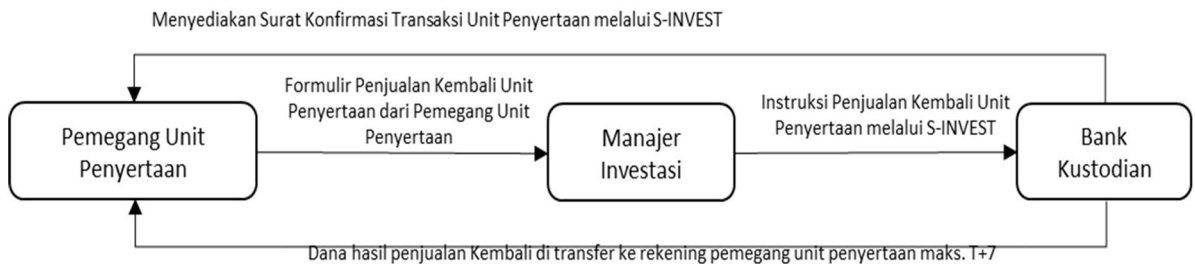 Menyediakan Surat Konfirmasi Transaksi Unit Penyertaan melalui S-INVEST
Pemegang Unit
Penyertaan
Formulir Penjualan Kembali Unit
Penyertaan dari Pemegang Unit
Penyertaan
Manajer
Investasi
Instruksi Penjualan Kembali Unit
Penyertaan melalui S-INVEST
Bank
Kustodian
Dana hasil penjualan Kembali di transfer ke rekening pemegang unit penyertaan maks. T+7